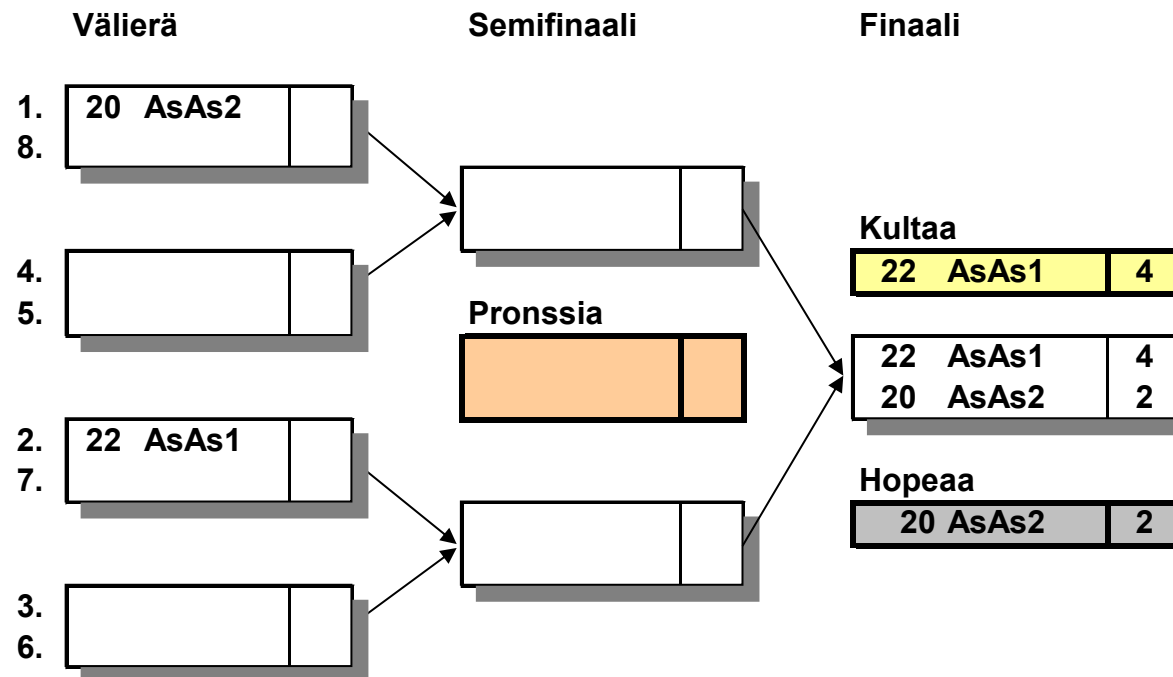 Välierä Semifinaali Finaali
1. 20 AsAs2
8.
4.
5.
2. 22 AsAs1
7.
3.
6.
Pronssia
Kultaa
22 AsAs1 4
22 AsAs1 4
20 AsAs2 2
Hopeaa
20 AsAs2 2